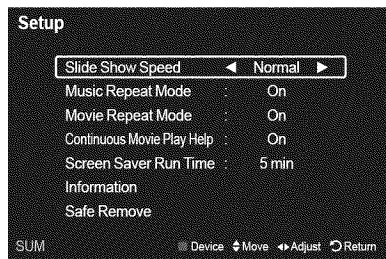 Setup
Slide Show Speed ◄ Normal ►
Music Repeat Mode : On
Movie Repeat Mode : On
Continuous Movie Play Help : On
Screen Saver Run Time : 5 min
Information
Safe Remove
SUM Device Move Adjust Return